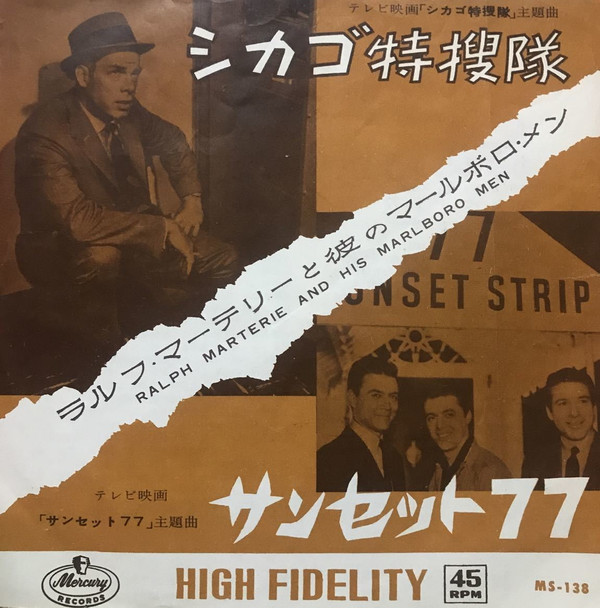 テレビ映画「シカゴ特捜隊」主題曲
シカゴ特捜隊
ラルフ・マーテリーと彼のマールボロ・メン
RALPH MARTERIE AND HIS MARLBORO MEN
77
SUNSET STRIP
テレビ映画
「サンセット77」主題曲
サンセット77
Mercury
RECORDS
HIGH FIDELITY
45
RPM
MS-138